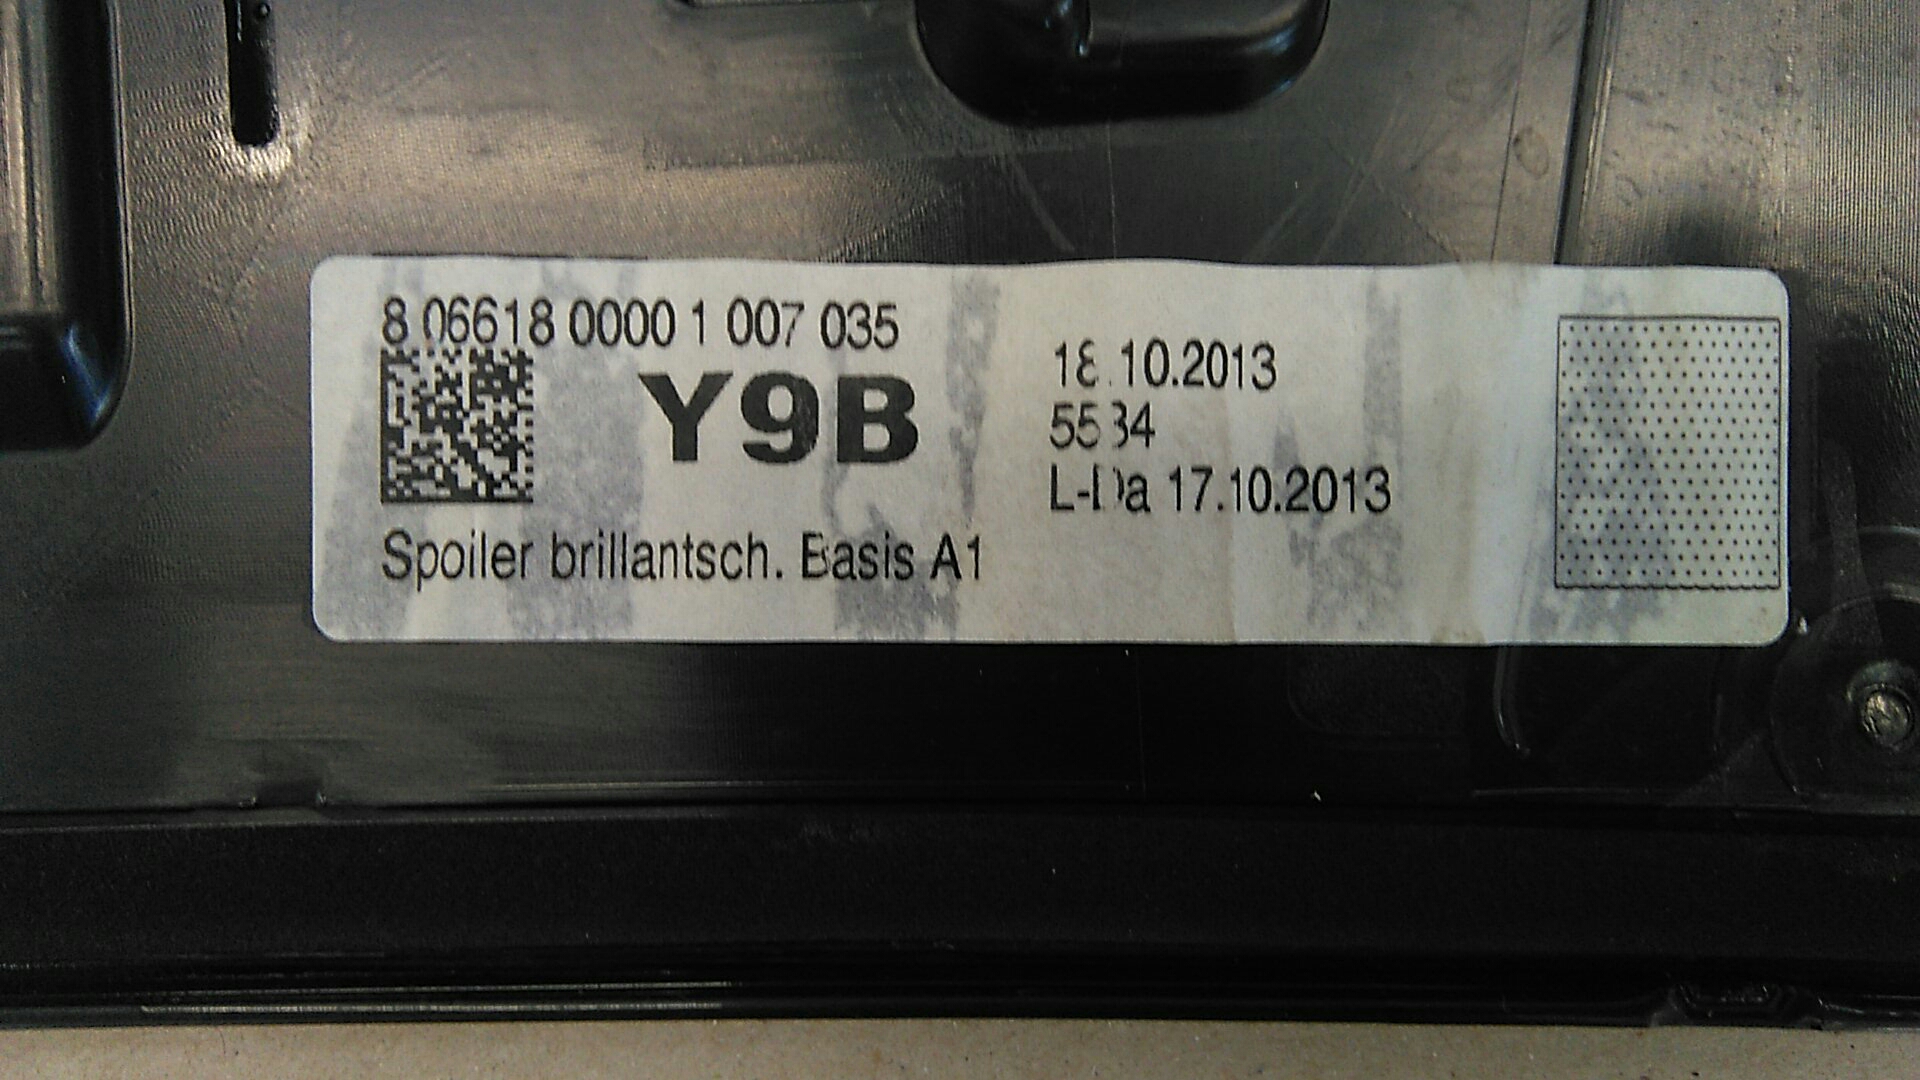 8 06618 0000 1 007 035
Y9B
18.10.2013
5534
L-Da 17.10.2013
Spoiler brillantsch. Basis A1